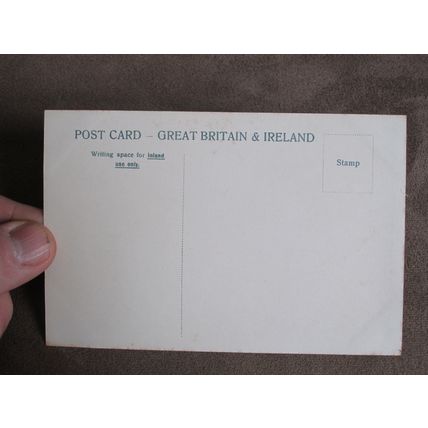 POST CARD – GREAT BRITAIN & IRELAND
Writing space for inland
use only.
Stamp